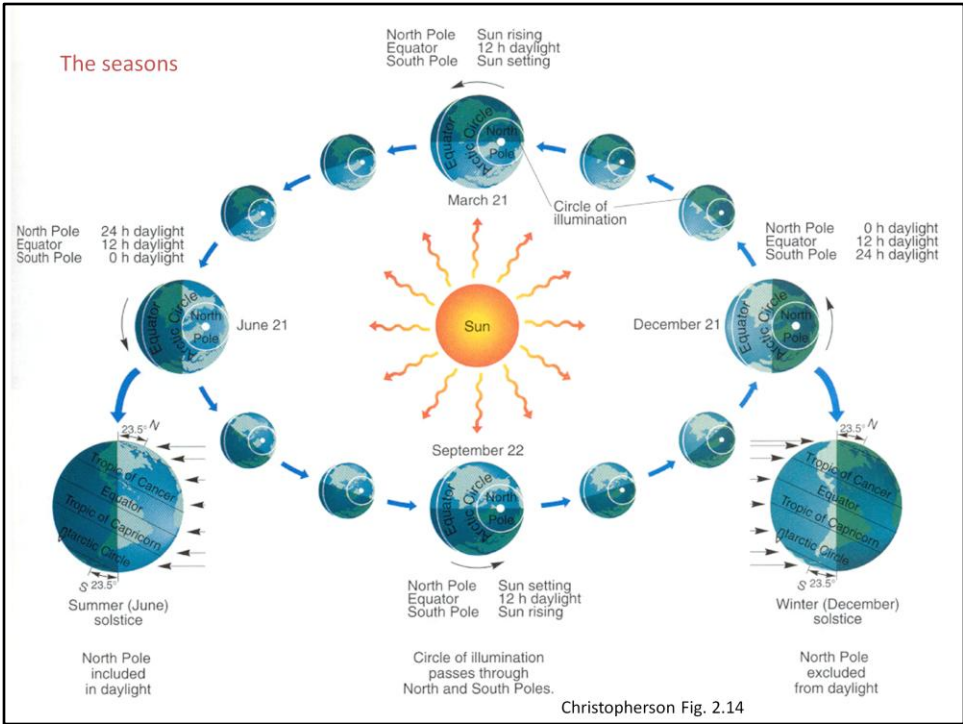 The seasons
North Pole Sun rising
Equator 12 h daylight
South Pole Sun setting
Equator
Arctic Circle
North
Pole
March 21
Circle of
illumination
North Pole 24 h daylight
Equator 12 h daylight
South Pole 0 h daylight
Equator
Arctic Circle
North
Pole
June 21
Sun
North Pole 0 h daylight
Equator 12 h daylight
South Pole 24 h daylight
December 21
Equator
Arctic Circle
North
Pole
September 22
Equator
Arctic Circle
North
Pole
North Pole Sun setting
Equator 12 h daylight
South Pole Sun rising
23.5° N
Tropic of Cancer
Equator
Tropic of Capricorn
ntarctic Circle
S 23.5°
Summer (June)
solstice
North Pole
included
in daylight
Circle of illumination
passes through
North and South Poles.
23.5° N
Tropic of Cancer
Equator
Tropic of Capricorn
ntarctic Circle
S 23.5°
Winter (December)
solstice
North Pole
excluded
from daylight
Christopherson Fig. 2.14